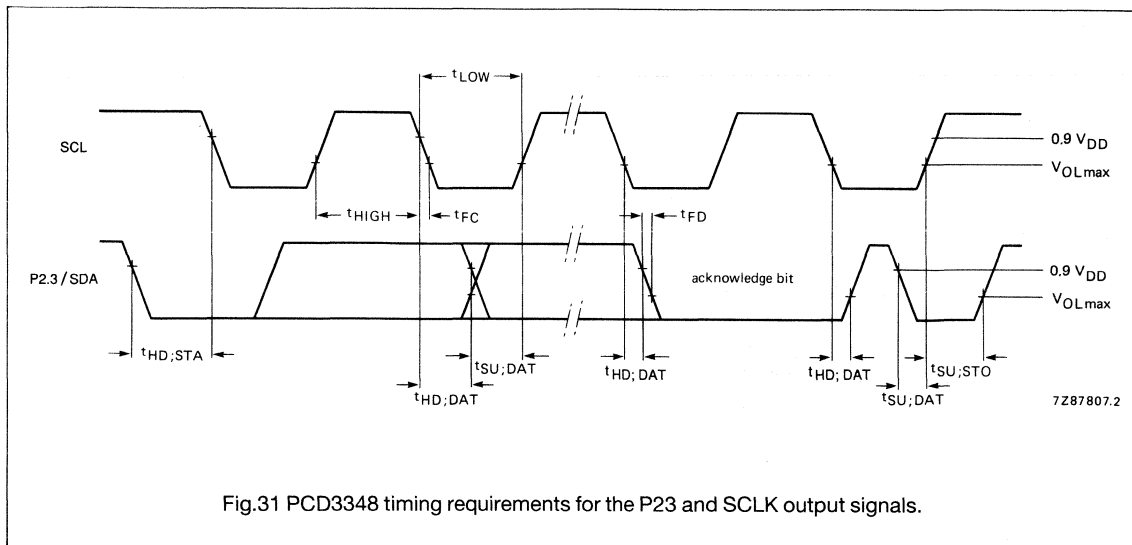 tLOW
SCL
0.9 VDD
VOLmax
tHIGH
tFC
tFD
P2.3/SDA
acknowledge bit
0.9 VDD
VOLmax
tHD;STA
tSU;DAT
tHD;DAT
tHD;DAT
tHD;DAT
tSU;STO
tSU;DAT
7Z87807.2
Fig.31 PCD3348 timing requirements for the P23 and SCLK output signals.